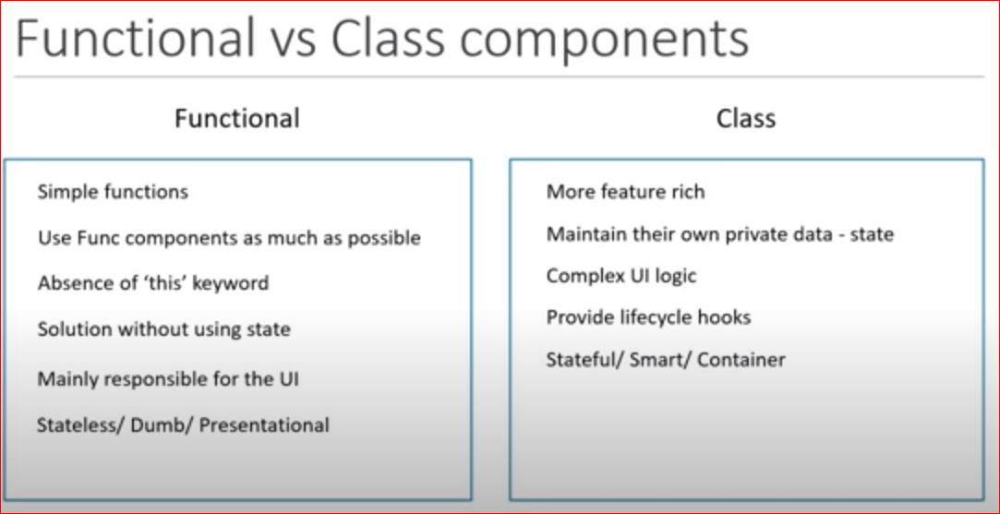 Functional vs Class components
Functional
Simple functions
Use Func components as much as possible
Absence of ‘this’ keyword
Solution without using state
Mainly responsible for the UI
Stateless/ Dumb/ Presentational
Class
More feature rich
Maintain their own private data - state
Complex UI logic
Provide lifecycle hooks
Stateful/ Smart/ Container